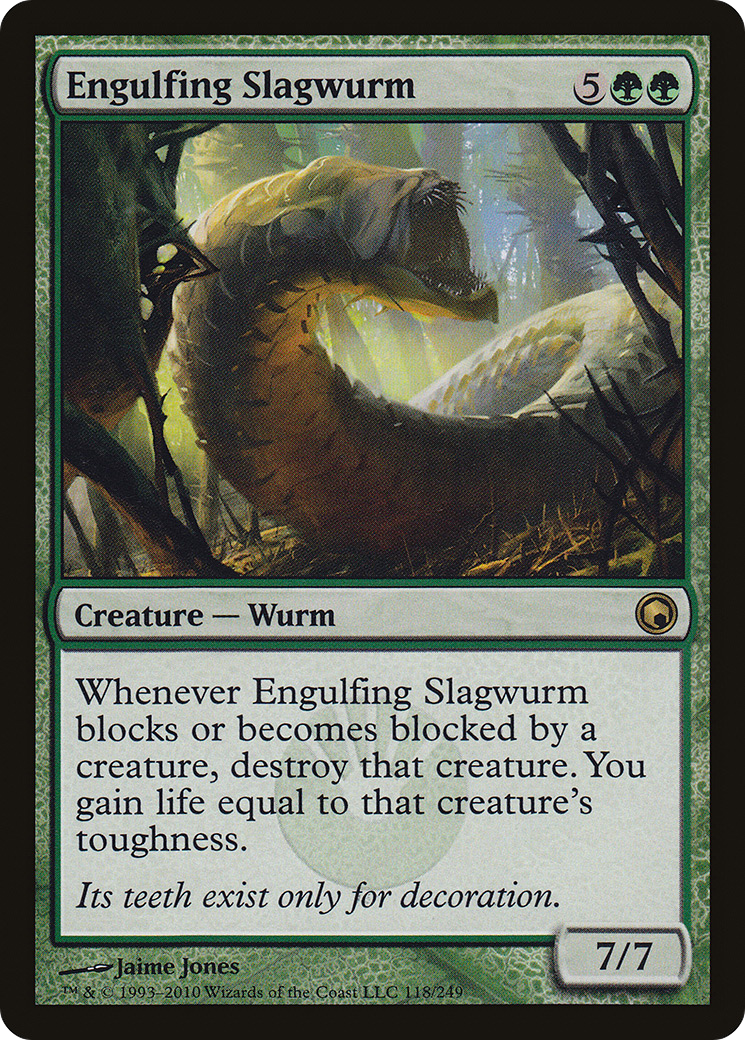 Engulfing Slagwurm 5
Creature — Wurm
Whenever Engulfing Slagwurm
blocks or becomes blocked by a
creature, destroy that creature. You
gain life equal to that creature's
toughness.
Its teeth exist only for decoration.
7/7
Jaime Jones
™ & © 1993–2010 Wizards of the Coast LLC 118/249